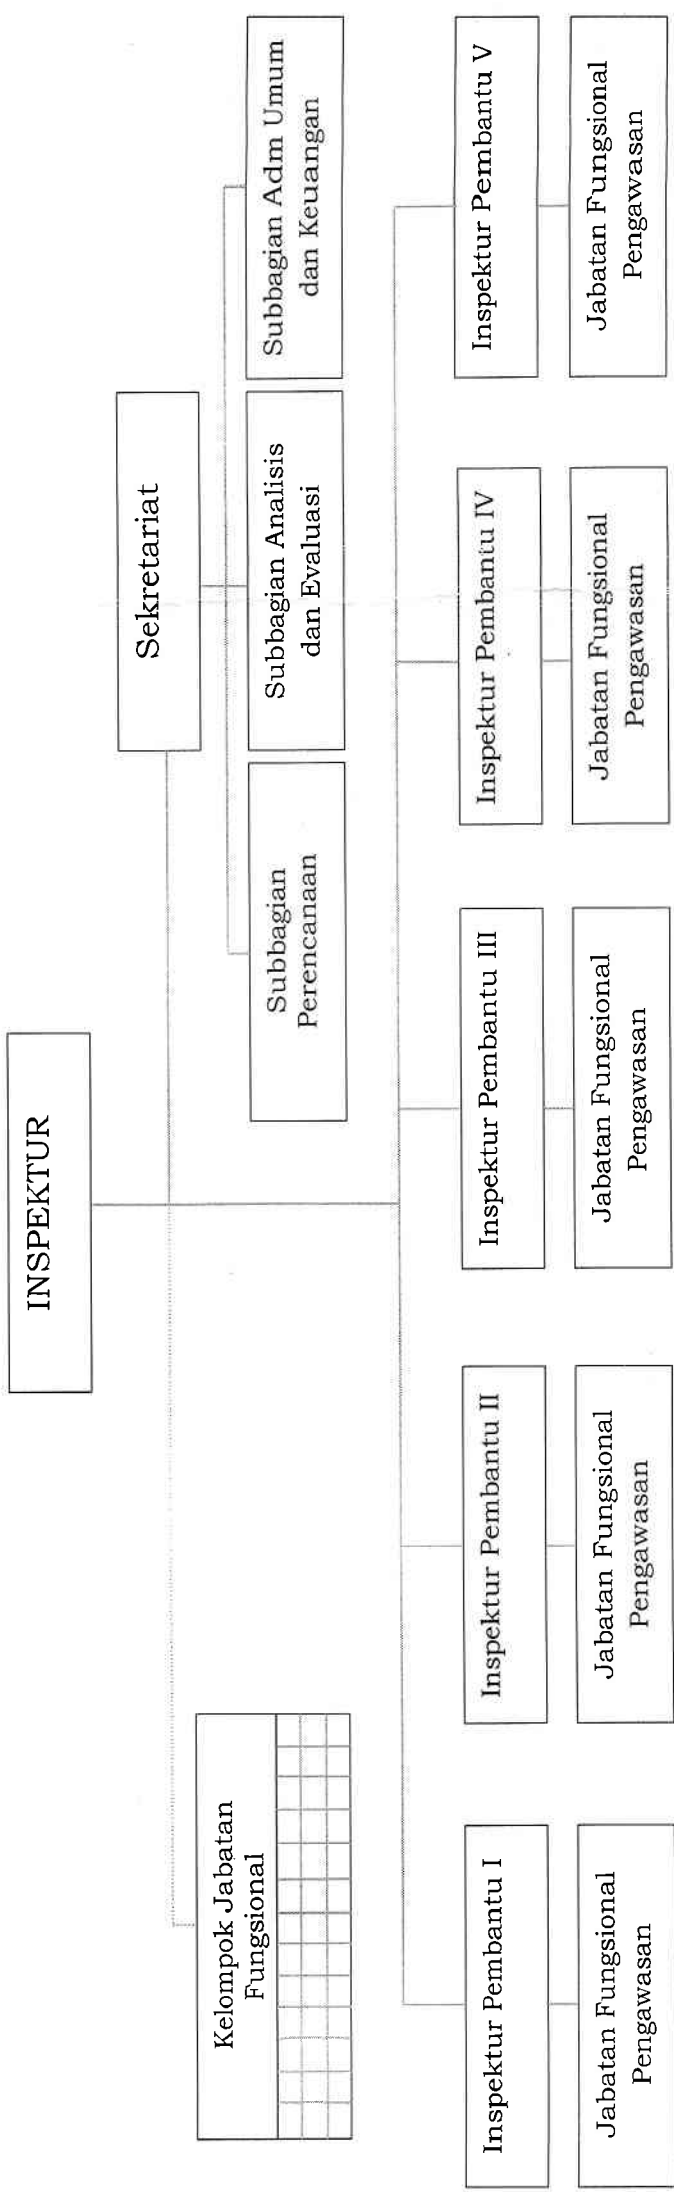 INSPEKTUR
Sekretariat
Kelompok Jabatan
Fungsional
Subbagian
Perencanaan
Subbagian Analisis
dan Evaluasi
Subbagian Adm Umum
dan Keuangan
Inspektur Pembantu I
Inspektur Pembantu II
Inspektur Pembantu III
Inspektur Pembantu IV
Inspektur Pembantu V
Jabatan Fungsional
Pengawasan
Jabatan Fungsional
Pengawasan
Jabatan Fungsional
Pengawasan
Jabatan Fungsional
Pengawasan
Jabatan Fungsional
Pengawasan